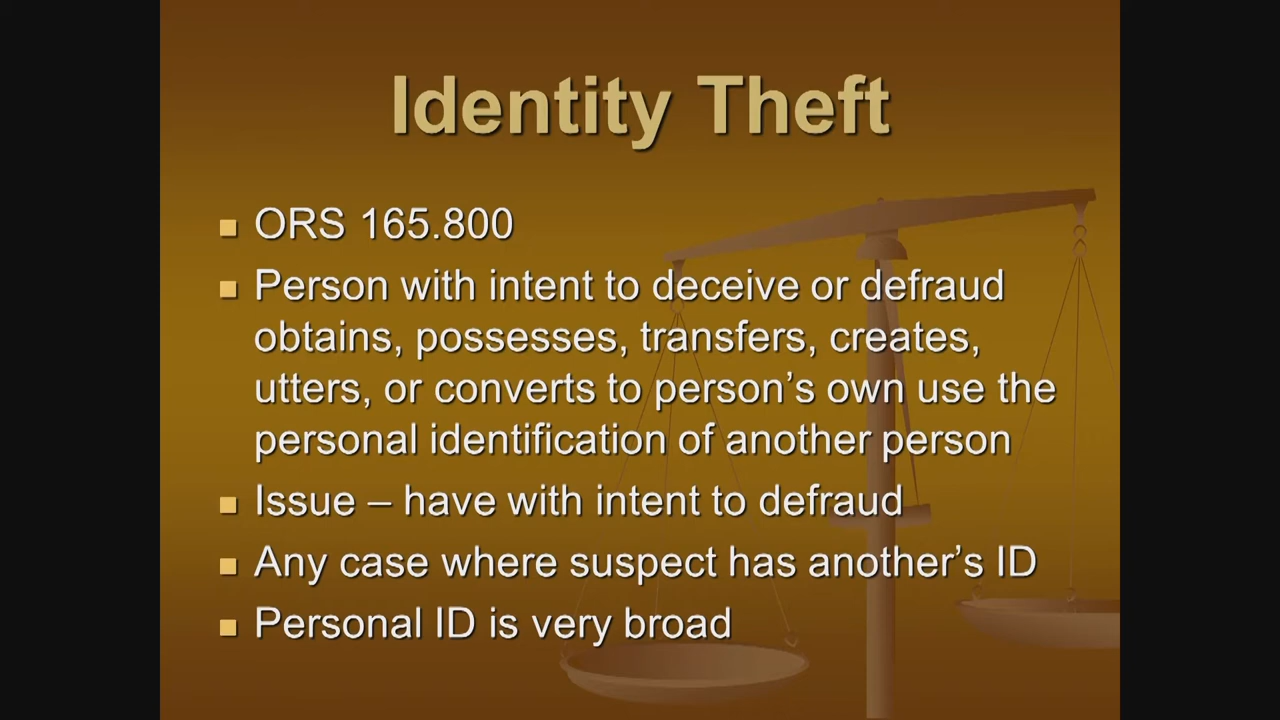 Identity Theft
ORS 165.800
Person with intent to deceive or defraud
obtains, possesses, transfers, creates,
utters, or converts to person's own use the
personal identification of another person
Issue – have with intent to defraud
Any case where suspect has another's ID
Personal ID is very broad